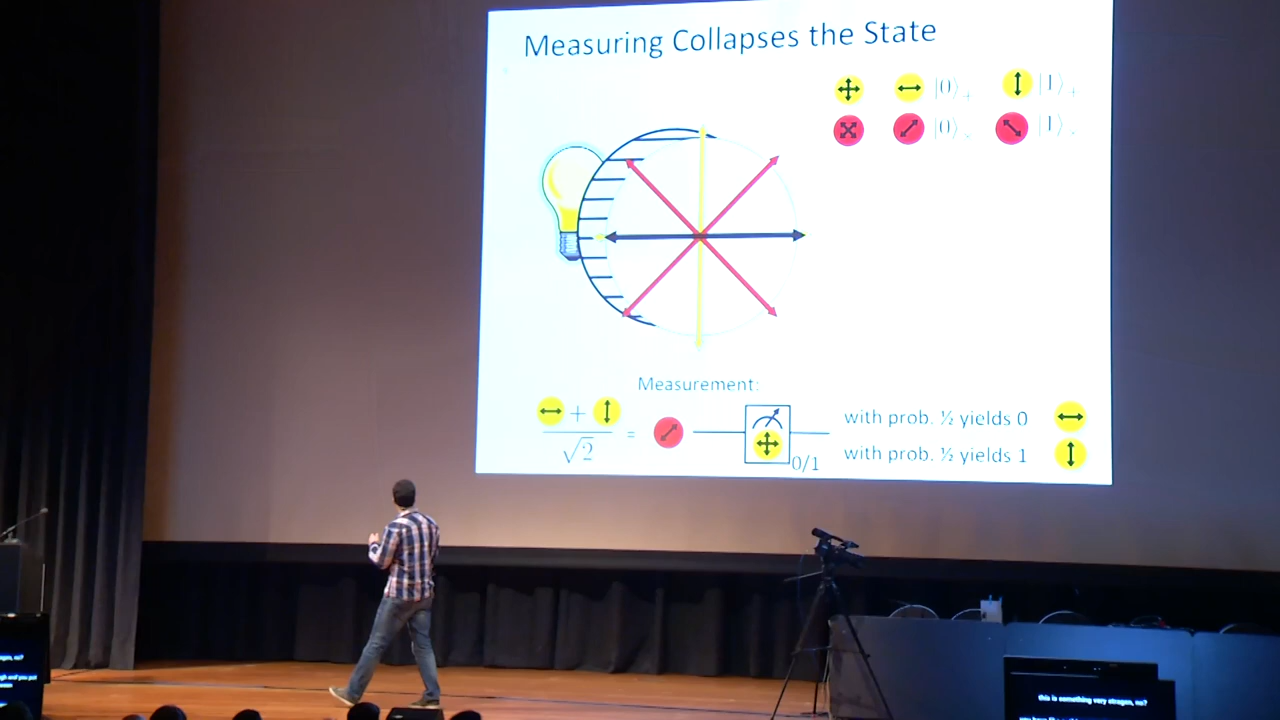 Measuring Collapses the State
|0⟩₊ |1⟩₊
|0⟩ₓ |1⟩ₓ
Measurement:
+
√2
=
0/1
with prob. ½ yields 0
with prob. ½ yields 1
this is something very strange, no?